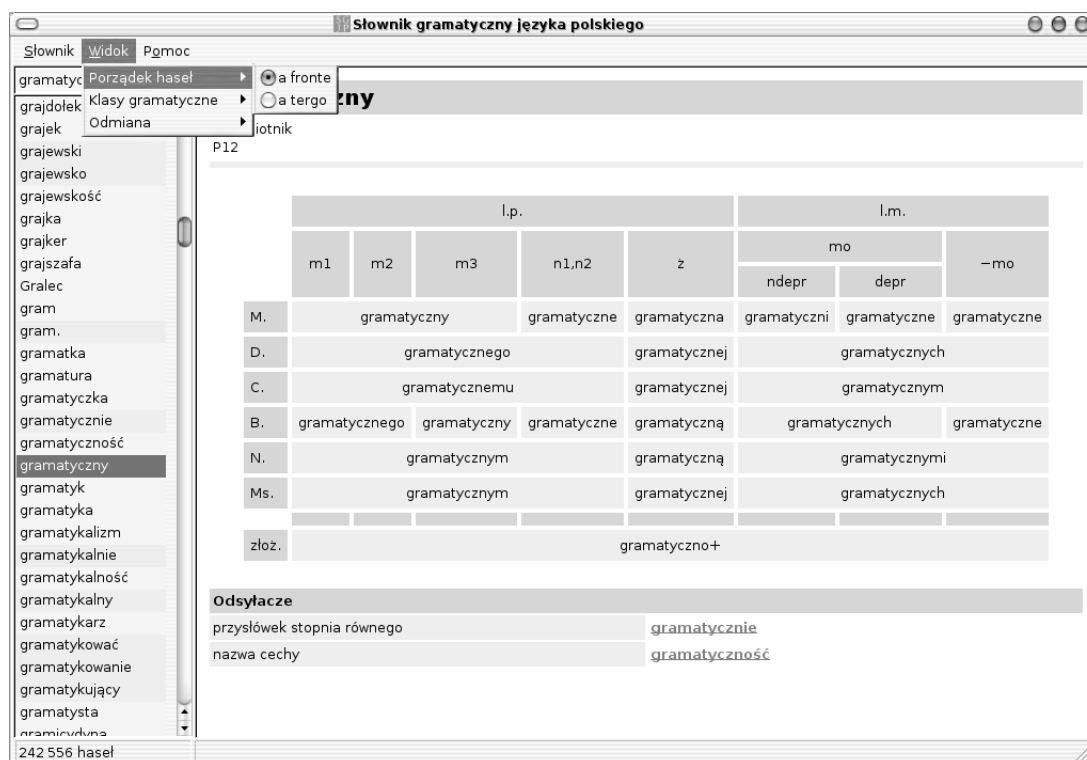 Słownik gramatyczny języka polskiego
Słownik Widok Pomoc
Porządek haseł
Klasy gramatyczne
Odmiana
a fronte
a tergo
gramatyc
grajdołek
grajek
grajewski
grajewsko
grajewskość
grajka
grajker
grajszafa
Gralec
gram
gram.
gramatka
gramatura
gramatyczka
gramatycznie
gramatyczność
gramatyczny
gramatyk
gramatyka
gramatykalizm
gramatykalnie
gramatykalność
gramatykalny
gramatykarz
gramatykować
gramatykowanie
gramatykujący
gramatysta
gramicydyna
242 556 haseł
zny
iotnik
P12
l.p. l.m.
m1 m2 m3 n1,n2 ż mo −mo
ndepr depr
M. gramatyczny gramatyczne gramatyczna gramatyczni gramatyczne gramatyczne
D. gramatycznego gramatycznej gramatycznych
C. gramatycznemu gramatycznej gramatycznym
B. gramatycznego gramatyczny gramatyczne gramatyczną gramatycznych gramatyczne
N. gramatycznym gramatyczną gramatycznymi
Ms. gramatycznym gramatycznej gramatycznych
złoż. gramatyczno+
Odsyłacze
przysłówek stopnia równego gramatycznie
nazwa cechy gramatyczność